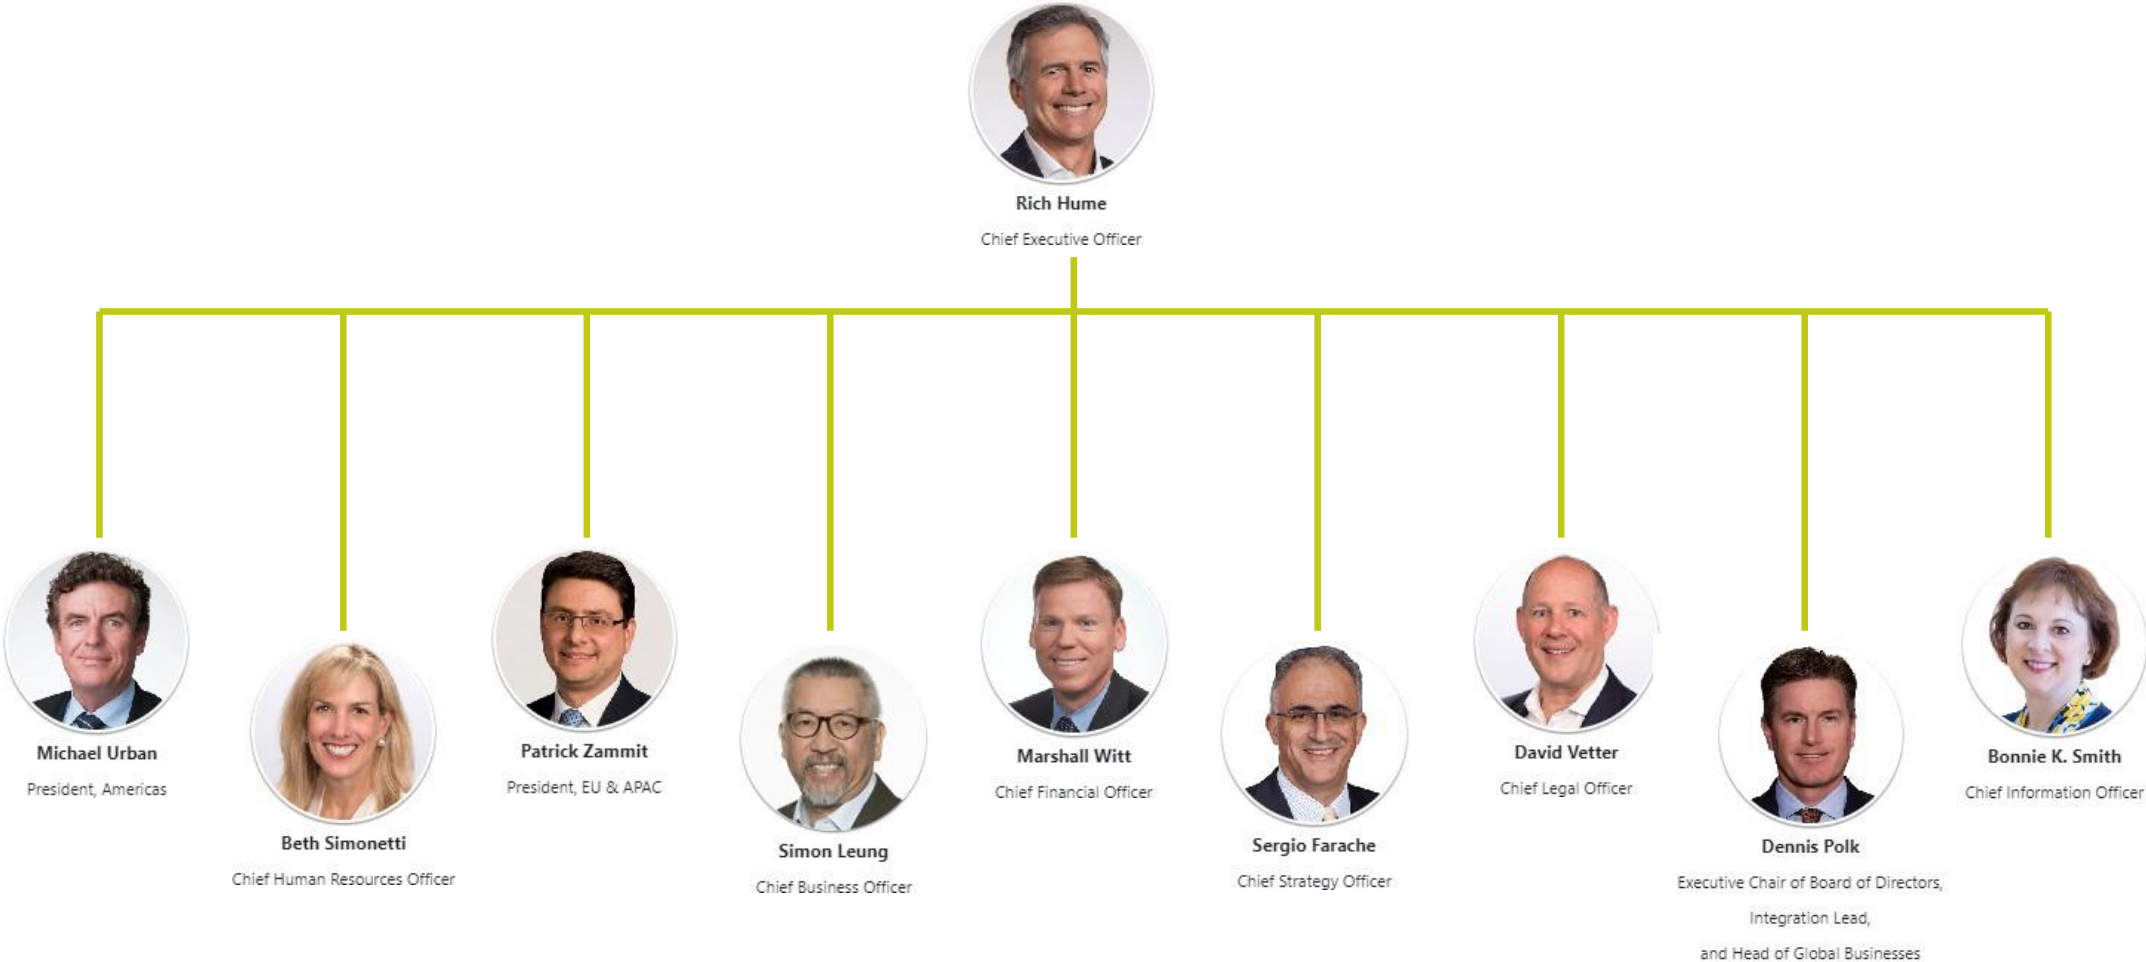 Rich Hume
Chief Executive Officer
Michael Urban
President, Americas
Beth Simonetti
Chief Human Resources Officer
Patrick Zammit
President, EU & APAC
Simon Leung
Chief Business Officer
Marshall Witt
Chief Financial Officer
Sergio Farache
Chief Strategy Officer
David Vetter
Chief Legal Officer
Dennis Polk
Executive Chair of Board of Directors,
Integration Lead,
and Head of Global Businesses
Bonnie K. Smith
Chief Information Officer